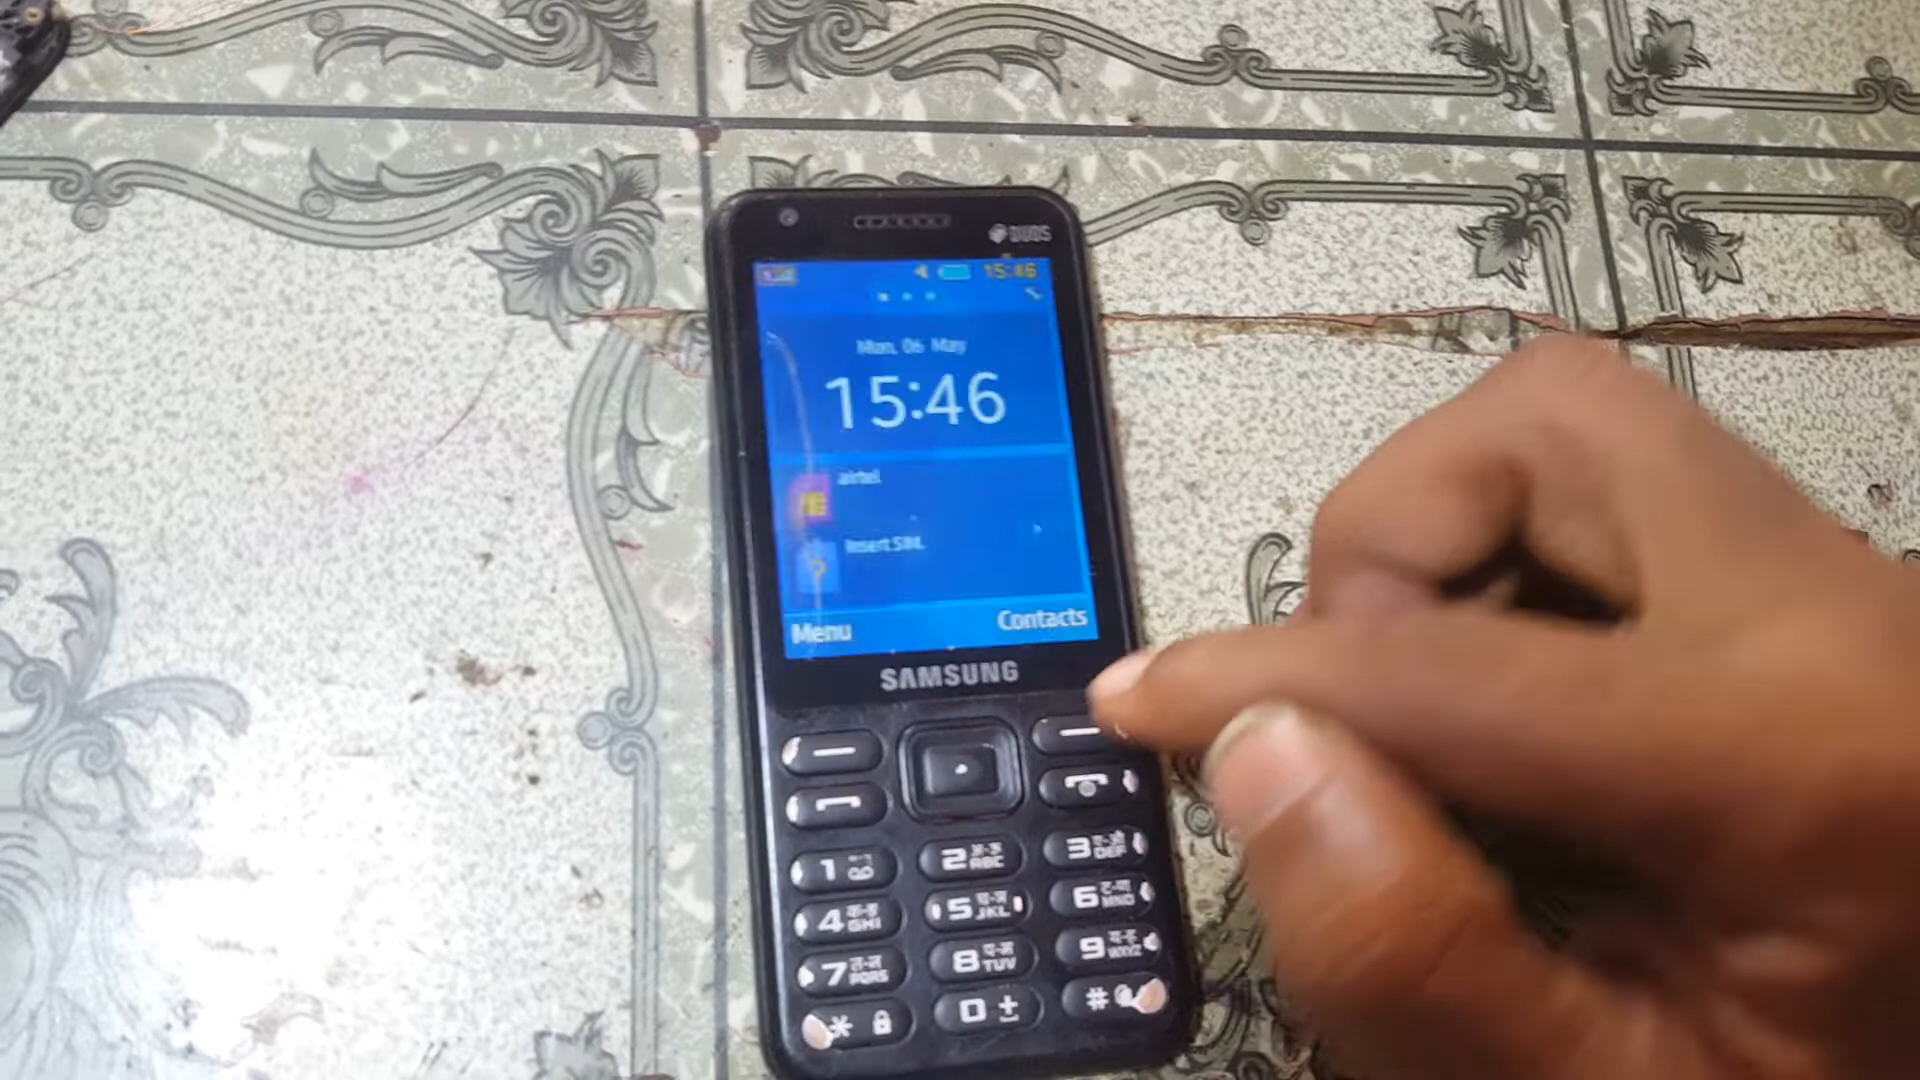 DUOS
15:46
Mon, 06 May
15:46
airtel
Insert SIM.
Menu
Contacts
SAMSUNG
1
2 ABC
3 DEF
4 GHI
5 JKL
6 MNO
7 PQRS
8 TUV
9 WXYZ
*
0 ±
#